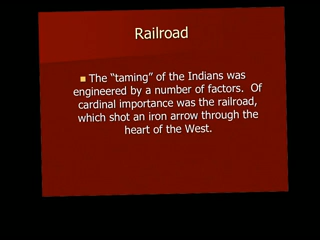 Railroad
The “taming” of the Indians was
engineered by a number of factors.  Of
cardinal importance was the railroad,
which shot an iron arrow through the
heart of the West.